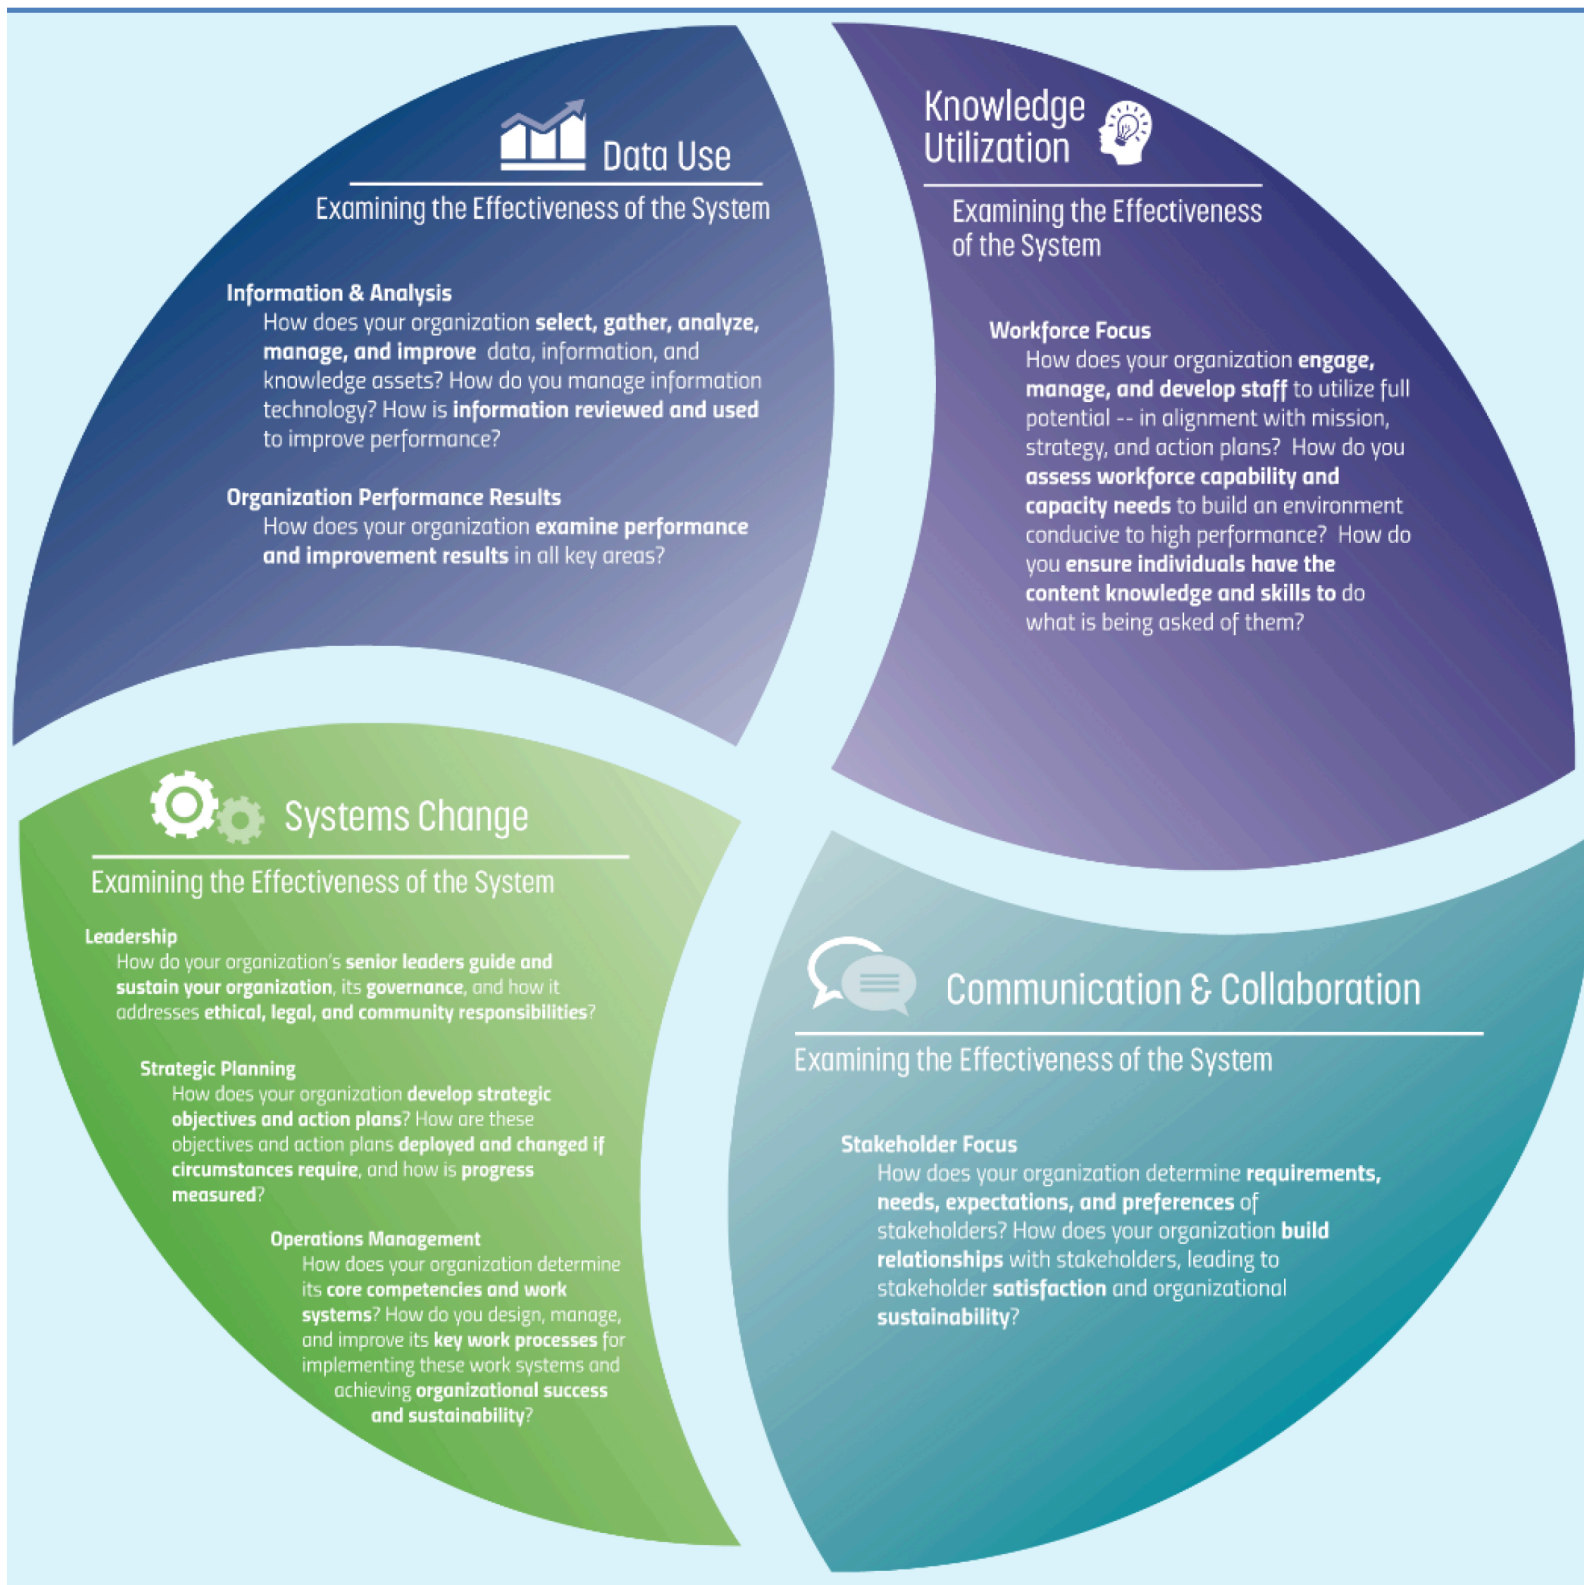 Data Use
Examining the Effectiveness of the System
Information & Analysis
How does your organization select, gather, analyze,
manage, and improve data, information, and
knowledge assets? How do you manage information
technology? How is information reviewed and used
to improve performance?
Organization Performance Results
How does your organization examine performance
and improvement results in all key areas?
Knowledge
Utilization
Examining the Effectiveness
of the System
Workforce Focus
How does your organization engage,
manage, and develop staff to utilize full
potential -- in alignment with mission,
strategy, and action plans? How do you
assess workforce capability and
capacity needs to build an environment
conducive to high performance? How do
you ensure individuals have the
content knowledge and skills to do
what is being asked of them?
Systems Change
Examining the Effectiveness of the System
Leadership
How do your organization's senior leaders guide and
sustain your organization, its governance, and how it
addresses ethical, legal, and community responsibilities?
Strategic Planning
How does your organization develop strategic
objectives and action plans? How are these
objectives and action plans deployed and changed if
circumstances require, and how is progress
measured?
Operations Management
How does your organization determine
its core competencies and work
systems? How do you design, manage,
and improve its key work processes for
implementing these work systems and
achieving organizational success
and sustainability?
Communication & Collaboration
Examining the Effectiveness of the System
Stakeholder Focus
How does your organization determine requirements,
needs, expectations, and preferences of
stakeholders? How does your organization build
relationships with stakeholders, leading to
stakeholder satisfaction and organizational
sustainability?